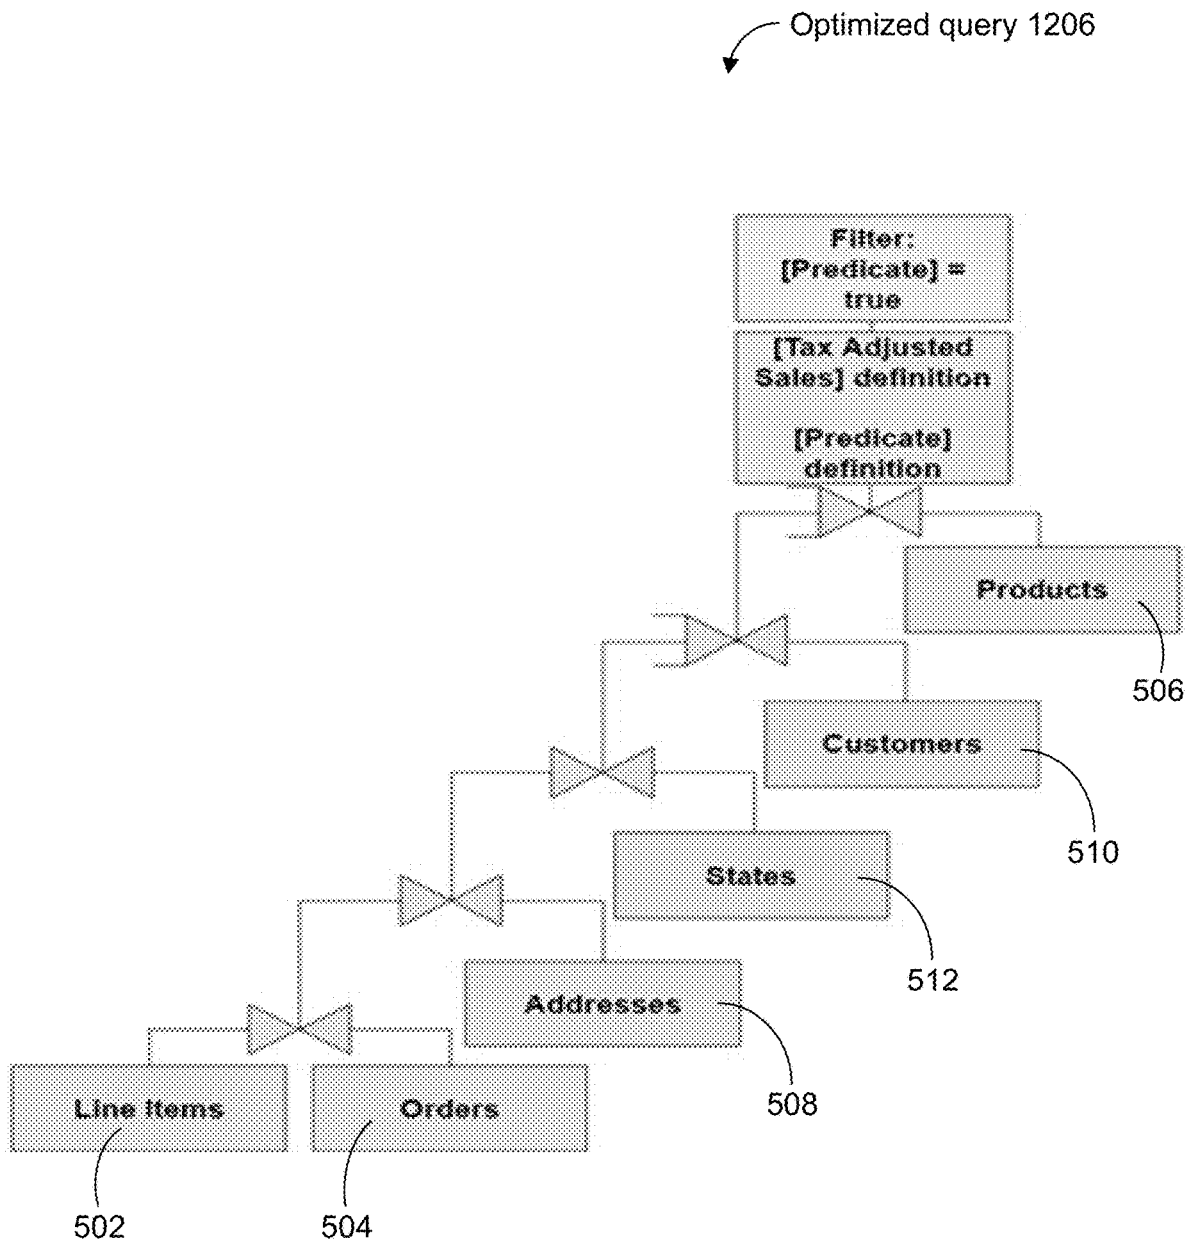 Optimized query 1206
Filter:
[Predicate] =
true
[Tax Adjusted
Sales] definition
[Predicate]
definition
Products
506
Customers
510
States
512
Addresses
508
Line Items
Orders
502
504